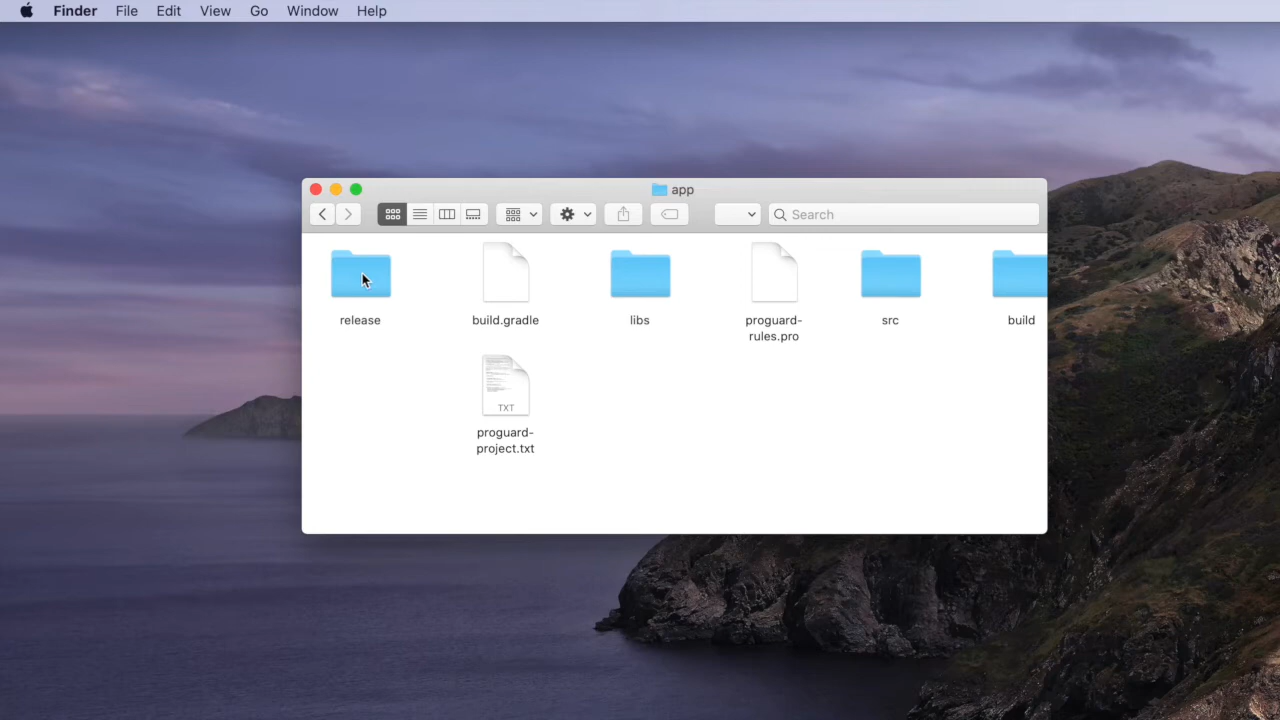 Finder File Edit View Go Window Help
app
Search
release build.gradle libs proguard-rules.pro src build
TXT
proguard-project.txt